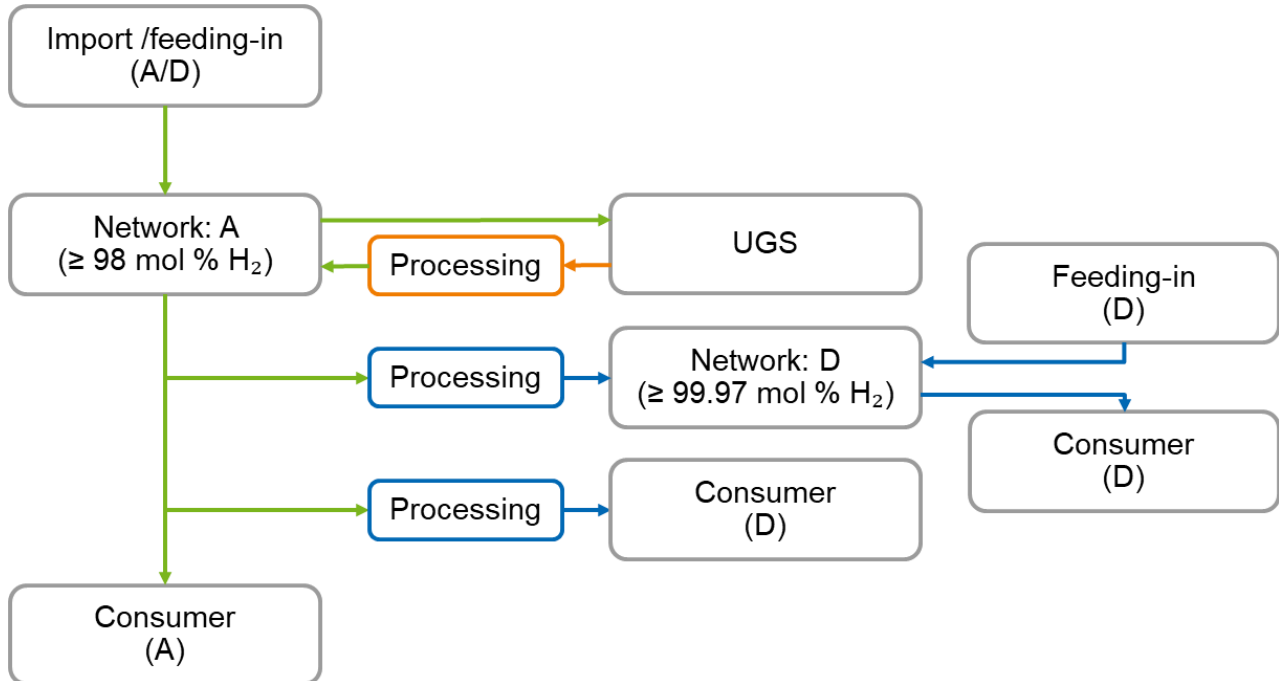 Import /feeding-in
(A/D)
Network: A
(≥ 98 mol % H₂)
Processing
UGS
Feeding-in
(D)
Processing
Network: D
(≥ 99.97 mol % H₂)
Consumer
(D)
Processing
Consumer
(D)
Consumer
(A)